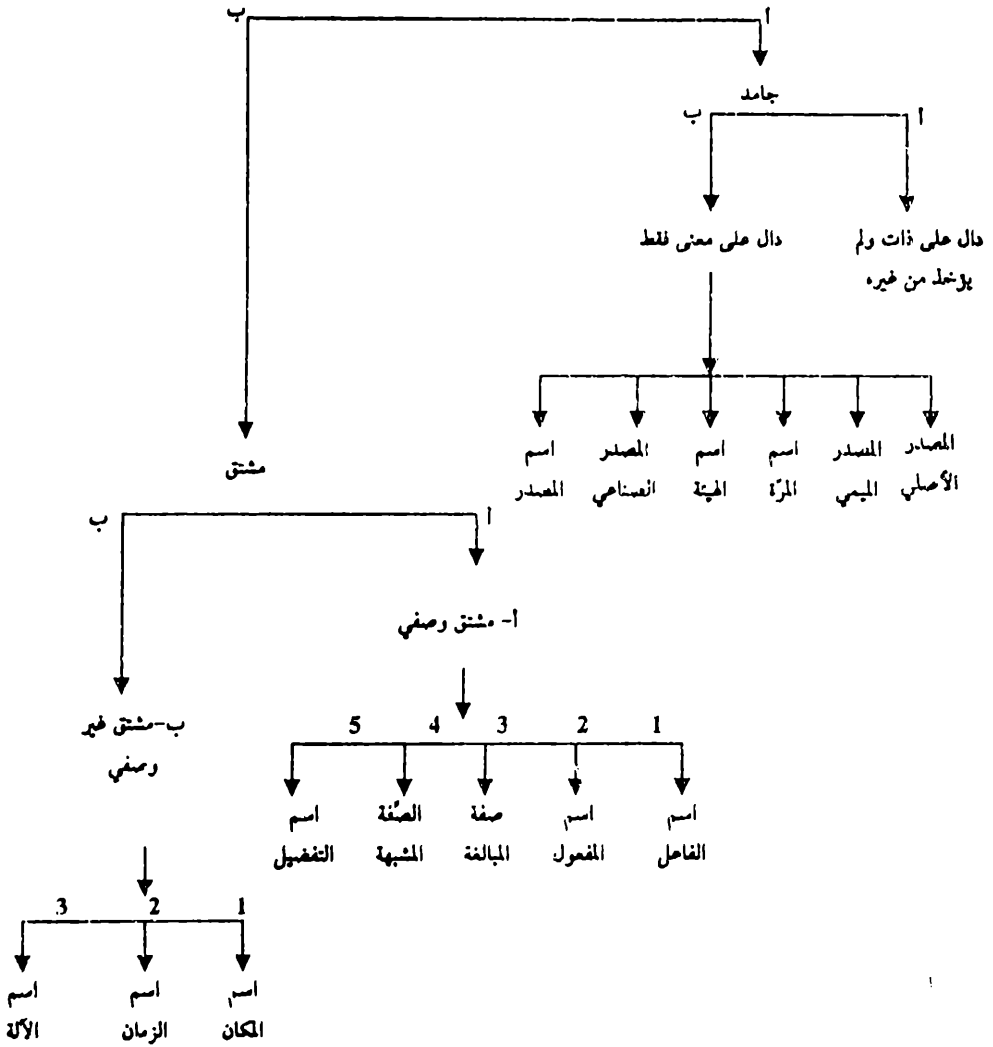 أ ب
جامد
أ ب
دال على ذات ولم
يؤخذ من غيره
دال على معنى فقط
المصدر
الأصلي
المصدر
الميمي
اسم
المرّة
اسم
الهيئة
المصدر
الصناعي
اسم
المصدر
مشتق
أ ب
أ- مشتق وصفي
1 2 3 4 5
اسم
الفاعل
اسم
المفعول
صفة
المبالغة
الصّفة
المشبهة
اسم
التفضيل
ب-مشتق غير
وصفي
1 2 3
اسم
المكان
اسم
الزمان
اسم
الآلة